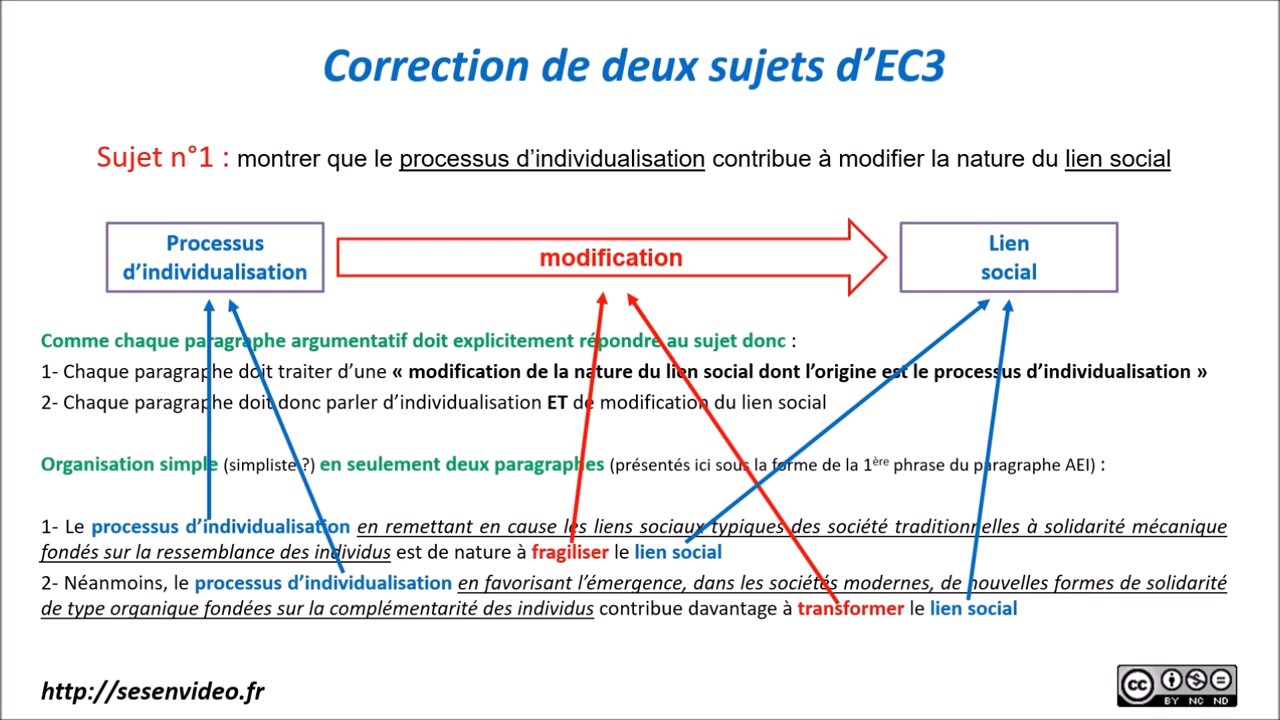 Correction de deux sujets d’EC3
Sujet n°1 : montrer que le processus d’individualisation contribue à modifier la nature du lien social
Processus
d’individualisation
modification
Lien
social
Comme chaque paragraphe argumentatif doit explicitement répondre au sujet donc :
1- Chaque paragraphe doit traiter d’une « modification de la nature du lien social dont l’origine est le processus d’individualisation »
2- Chaque paragraphe doit donc parler d’individualisation ET de modification du lien social
Organisation simple (simpliste ?) en seulement deux paragraphes (présentés ici sous la forme de la 1ère phrase du paragraphe AEI) :
1- Le processus d’individualisation en remettant en cause les liens sociaux typiques des société traditionnelles à solidarité mécanique
fondés sur la ressemblance des individus est de nature à fragiliser le lien social
2- Néanmoins, le processus d’individualisation en favorisant l’émergence, dans les sociétés modernes, de nouvelles formes de solidarité
de type organique fondées sur la complémentarité des individus contribue davantage à transformer le lien social
http://sesenvideo.fr
cc
BY NC ND